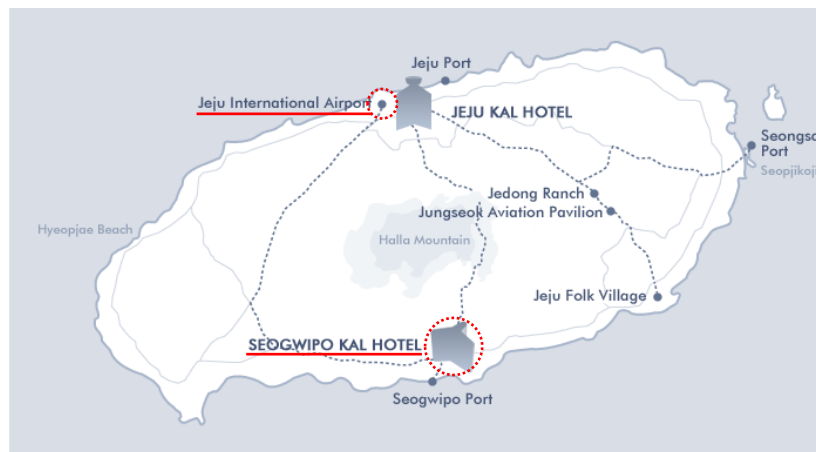 Jeju Port
Jeju International Airport
JEJU KAL HOTEL
Port
Seopjikoji
Jedong Ranch
Jungseok Aviation Pavilion
Hyeopjae Beach
Halla Mountain
Jeju Folk Village
SEOGWIPO KAL HOTEL
Seogwipo Port